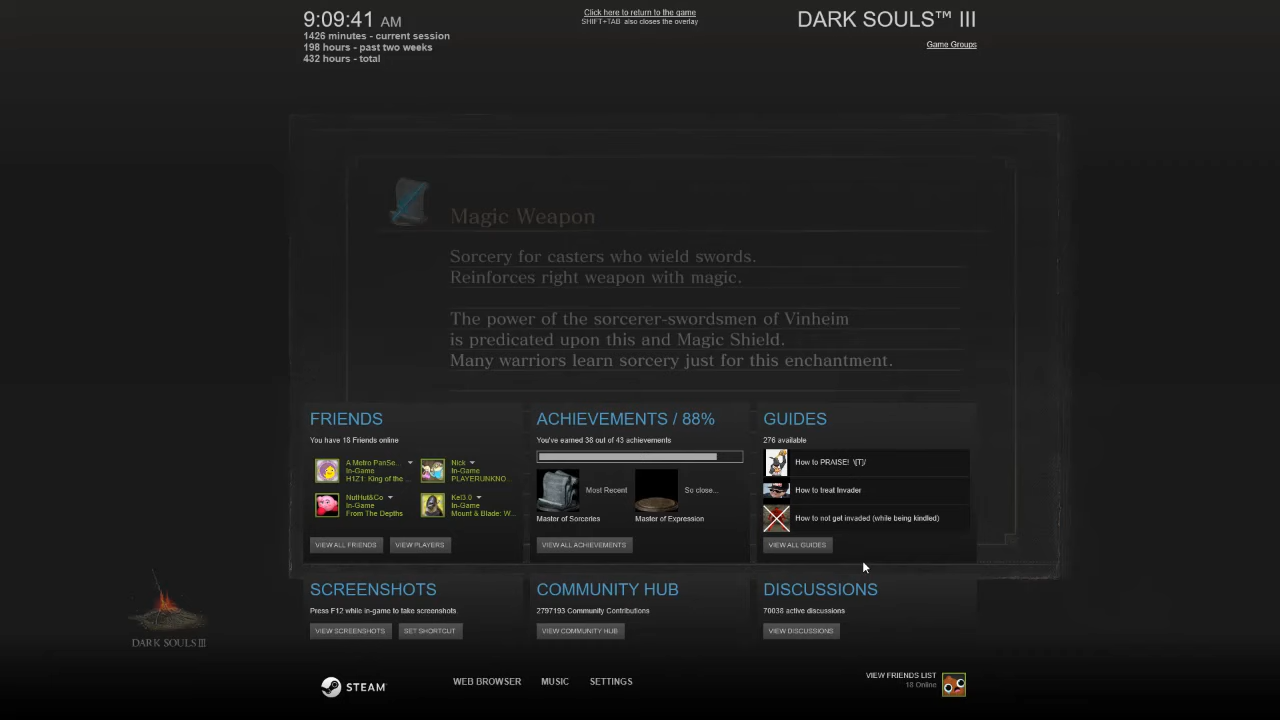 9:09:41 AM
1426 minutes - current session
198 hours - past two weeks
432 hours - total
Click here to return to the game
SHIFT+TAB also closes the overlay
DARK SOULS™ III
Game Groups
Magic Weapon
Sorcery for casters who wield swords.
Reinforces right weapon with magic.
The power of the sorcerer-swordsmen of Vinheim
is predicated upon this and Magic Shield.
Many warriors learn sorcery just for this enchantment.
FRIENDS
You have 18 Friends online
A Metro PanSe...
In-Game
H1Z1: King of the ...
Nick
In-Game
PLAYERUNKNO...
NutHut&Co
In-Game
From The Depths
Kel3.0
In-Game
Mount & Blade: W...
VIEW ALL FRIENDS
VIEW PLAYERS
ACHIEVEMENTS / 88%
You've earned 38 out of 43 achievements
Most Recent
Master of Sorceries
So close...
Master of Expression
VIEW ALL ACHIEVEMENTS
GUIDES
276 available
How to PRAISE! \[T]/
How to treat Invader
How to not get invaded (while being kindled)
VIEW ALL GUIDES
SCREENSHOTS
Press F12 while in-game to take screenshots
VIEW SCREENSHOTS
SET SHORTCUT
COMMUNITY HUB
2797193 Community Contributions
VIEW COMMUNITY HUB
DISCUSSIONS
70038 active discussions
VIEW DISCUSSIONS
DARK SOULS III
STEAM
WEB BROWSER
MUSIC
SETTINGS
VIEW FRIENDS LIST
18 Online